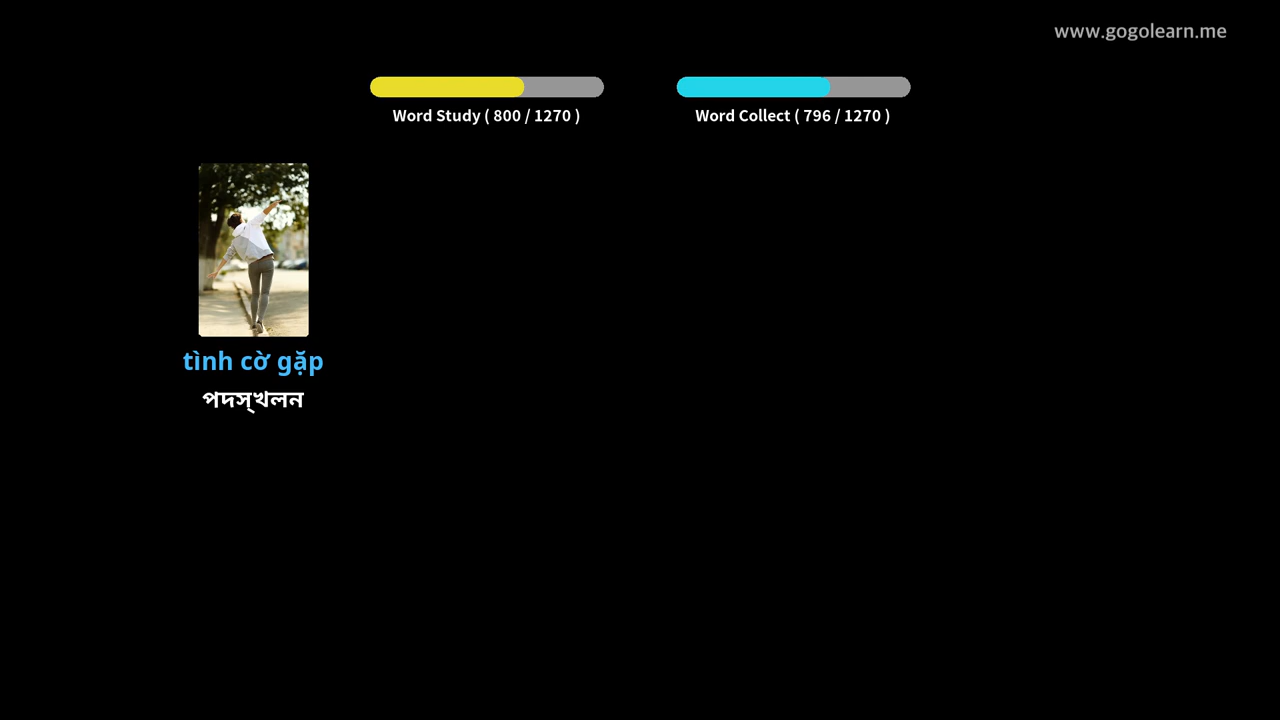 www.gogolearn.me
Word Study ( 800 / 1270 )
Word Collect ( 796 / 1270 )
tình cờ gặp
পদস্খলন